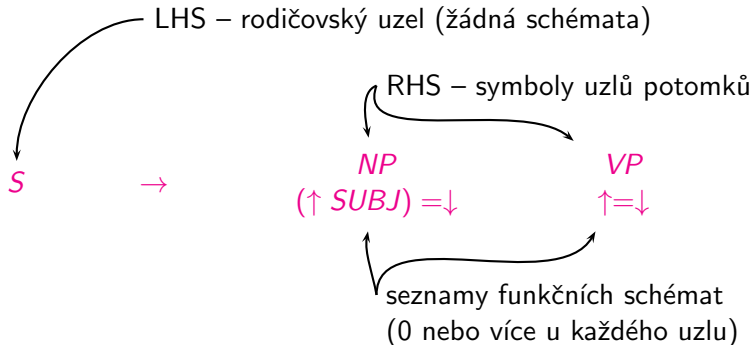 LHS – rodičovský uzel (žádná schémata)
RHS – symboly uzlů potomků
S → NP VP
(↑ SUBJ) =↓ ↑=↓
seznamy funkčních schémat
(0 nebo více u každého uzlu)